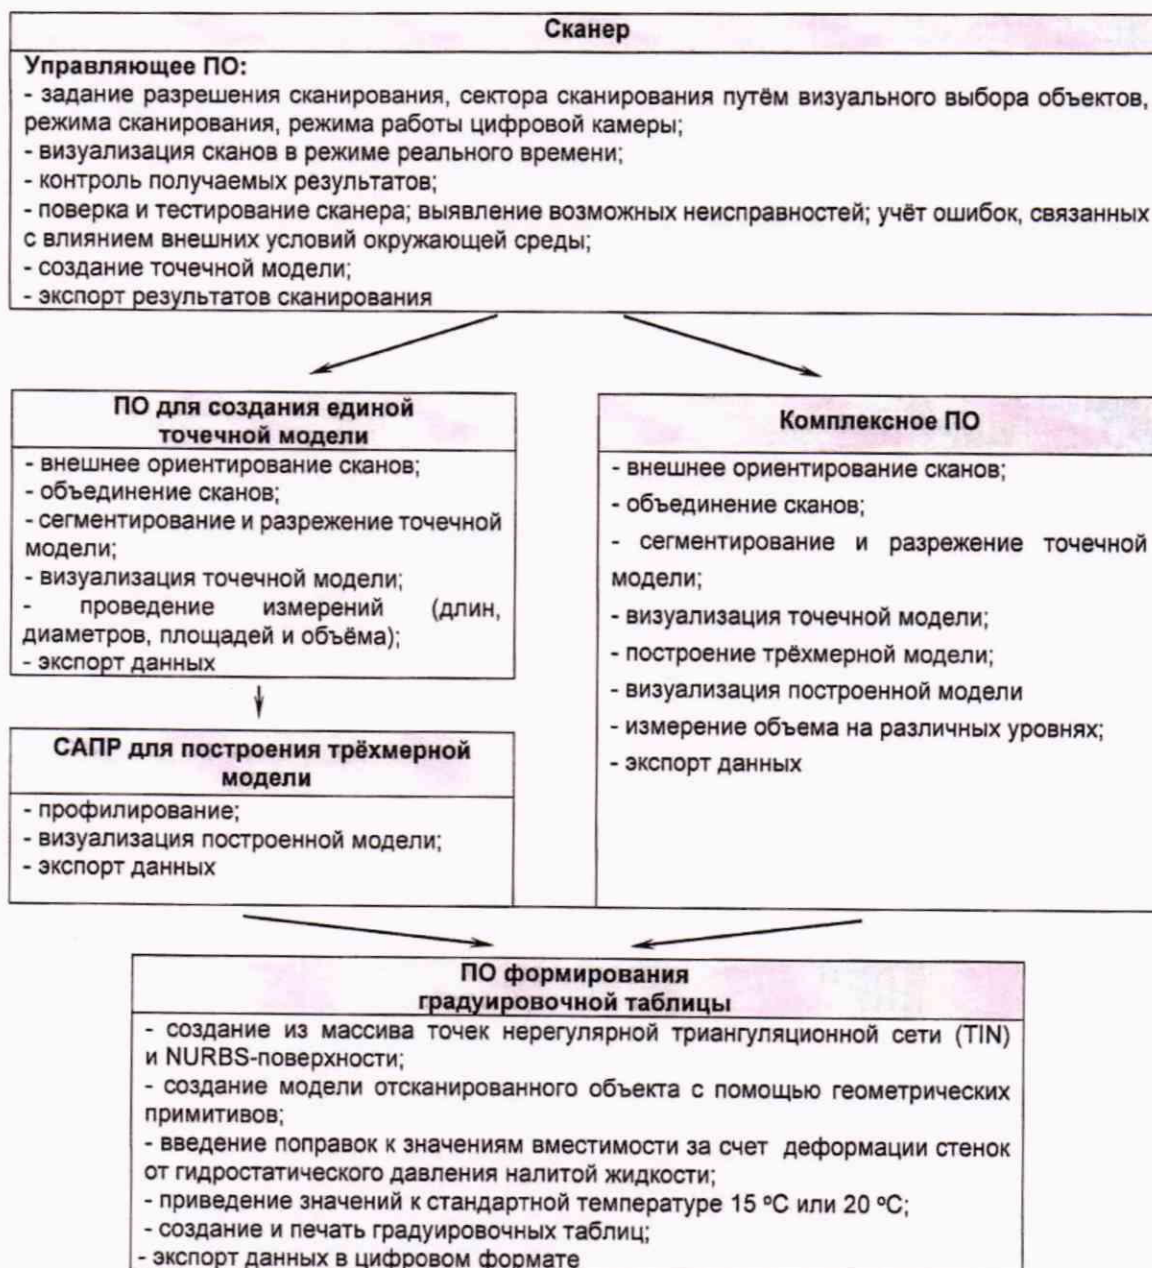 Сканер
Управляющее ПО:
- задание разрешения сканирования, сектора сканирования путём визуального выбора объектов,
режима сканирования, режима работы цифровой камеры;
- визуализация сканов в режиме реального времени;
- контроль получаемых результатов;
- поверка и тестирование сканера; выявление возможных неисправностей; учёт ошибок, связанных
с влиянием внешних условий окружающей среды;
- создание точечной модели;
- экспорт результатов сканирования
ПО для создания единой
точечной модели
- внешнее ориентирование сканов;
- объединение сканов;
- сегментирование и разрежение точечной
модели;
- визуализация точечной модели;
- проведение измерений (длин,
диаметров, площадей и объёма);
- экспорт данных
САПР для построения трёхмерной
модели
- профилирование;
- визуализация построенной модели;
- экспорт данных
Комплексное ПО
- внешнее ориентирование сканов;
- объединение сканов;
- сегментирование и разрежение точечной
модели;
- визуализация точечной модели;
- построение трёхмерной модели;
- визуализация построенной модели
- измерение объема на различных уровнях;
- экспорт данных
ПО формирования
градуировочной таблицы
- создание из массива точек нерегулярной триангуляционной сети (TIN)
и NURBS-поверхности;
- создание модели отсканированного объекта с помощью геометрических
примитивов;
- введение поправок к значениям вместимости за счет деформации стенок
от гидростатического давления налитой жидкости;
- приведение значений к стандартной температуре 15 ºС или 20 ºС;
- создание и печать градуировочных таблиц;
- экспорт данных в цифровом формате